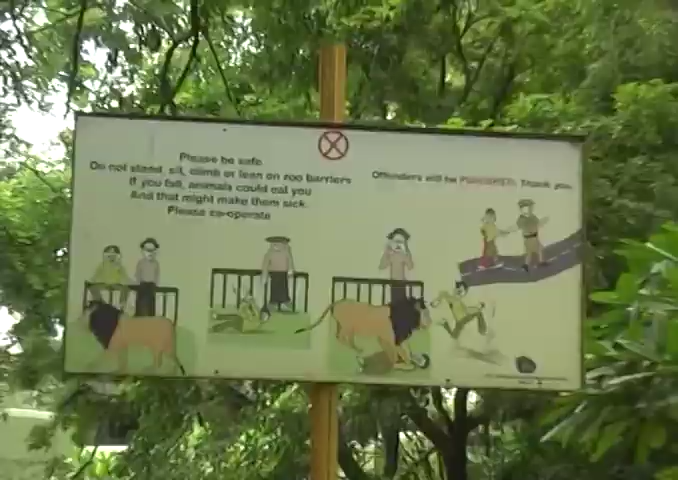 Please be safe.
Do not stand, sit, climb or lean on zoo barriers
If you fall, animals could eat you
And that might make them sick.
Please co-operate
Offenders will be PUNISHED. Thank you.